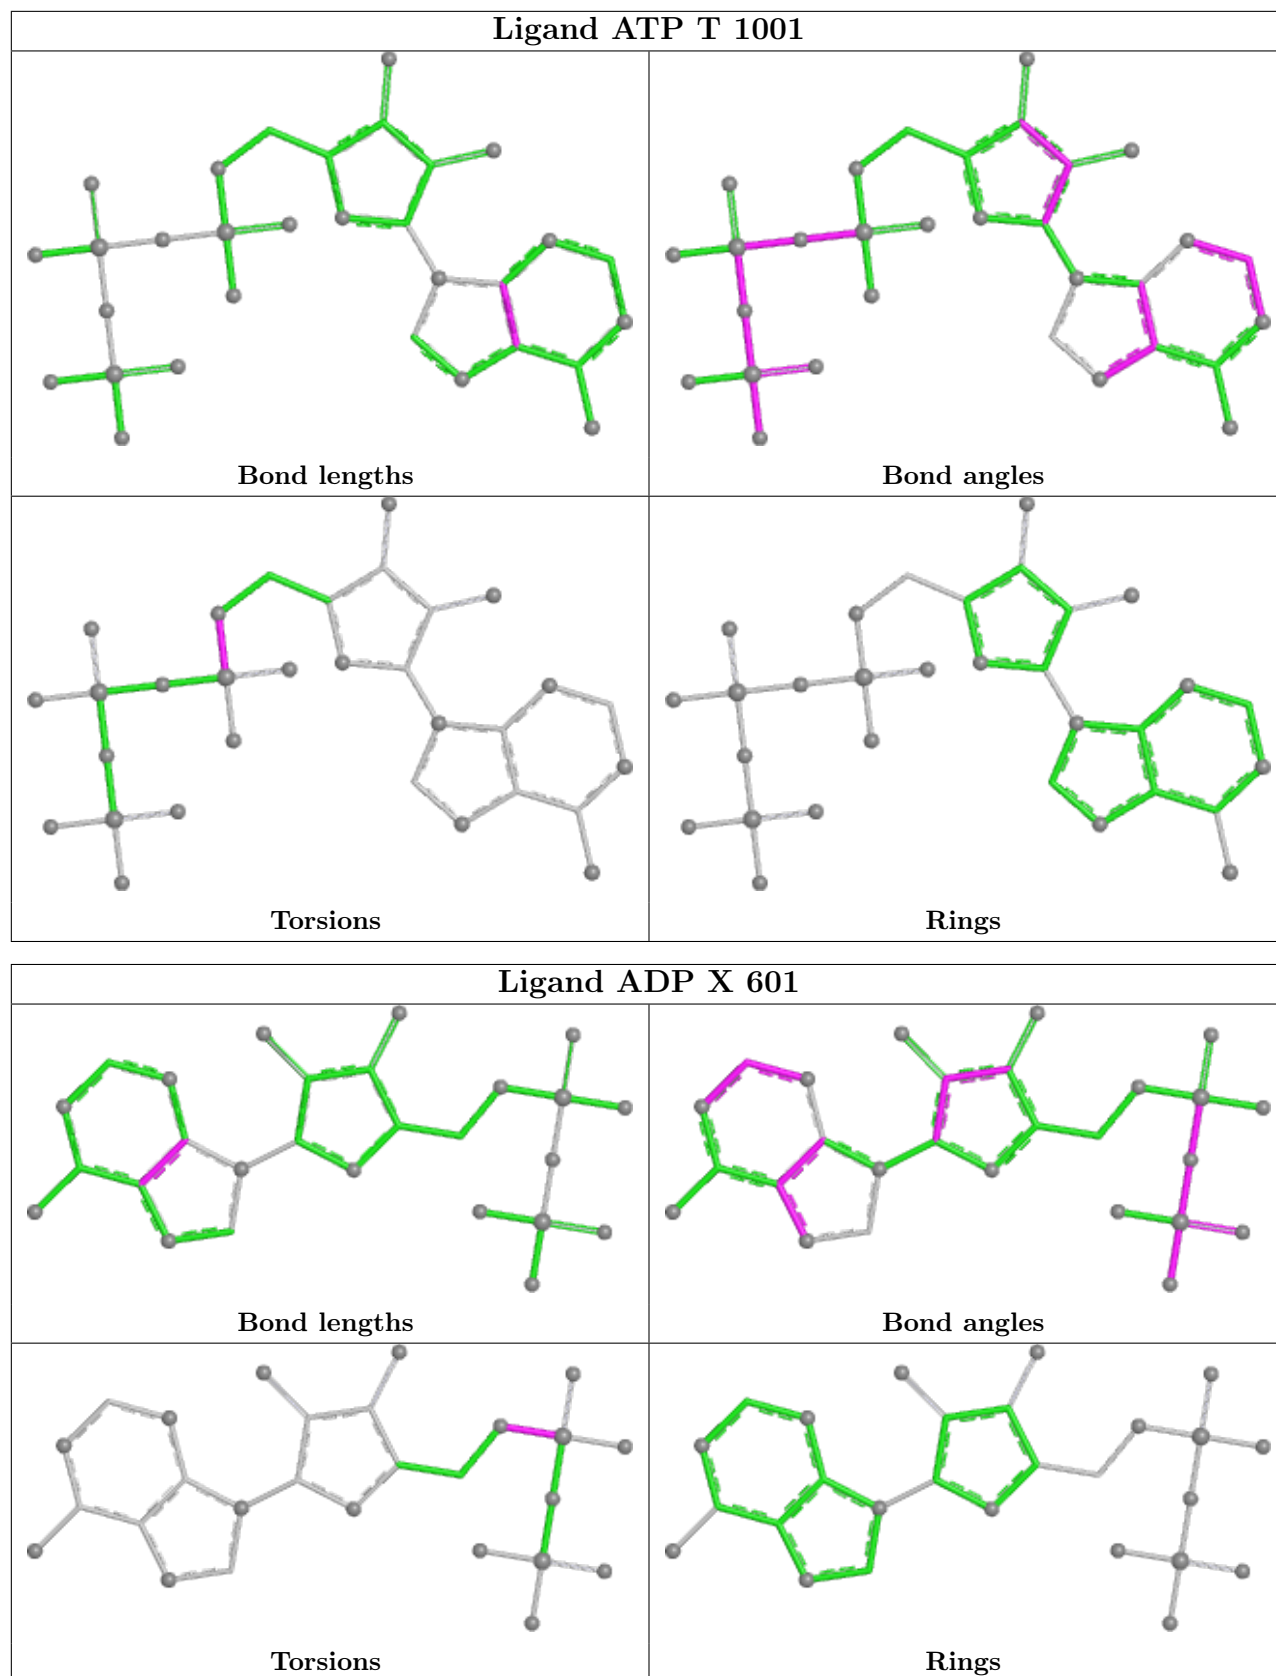 Ligand ATP T 1001
Bond lengths
Bond angles
Torsions
Rings
Ligand ADP X 601
Bond lengths
Bond angles
Torsions
Rings